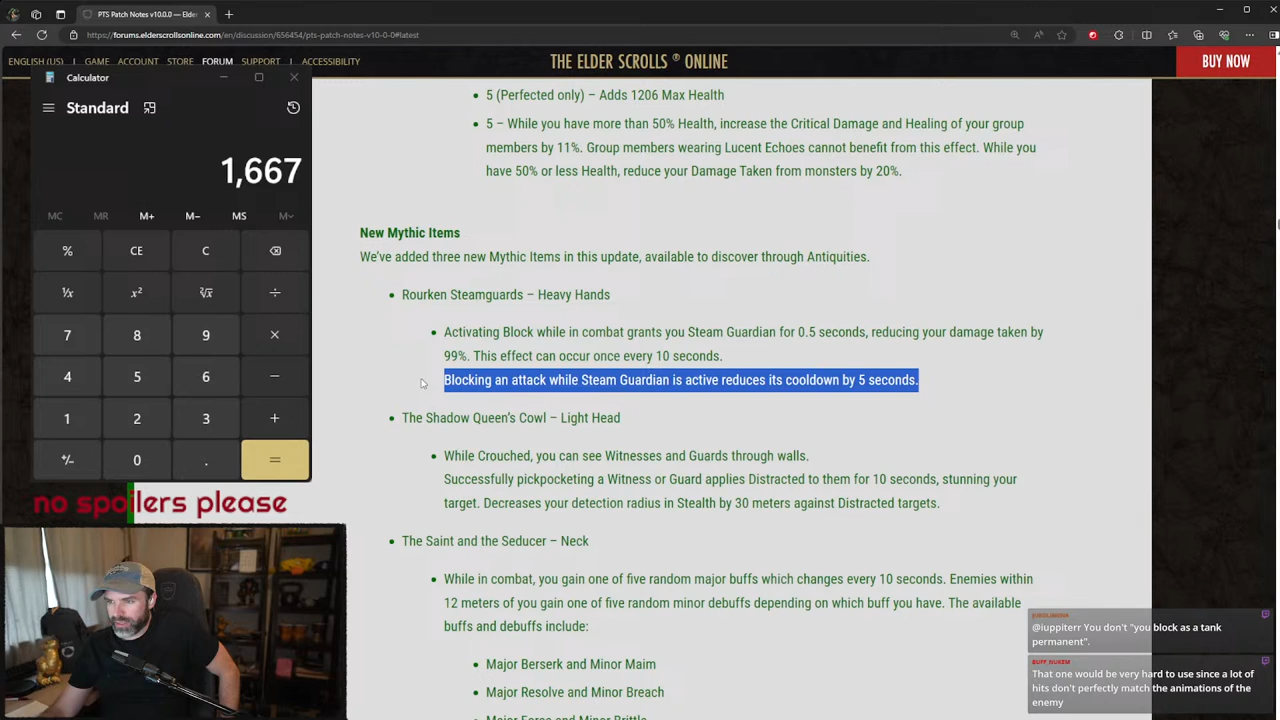 PTS Patch Notes v10.0.0 — Elder
https://forums.elderscrollsonline.com/en/discussion/656454/pts-patch-notes-v10-0-0#latest
ENGLISH (US) GAME ACCOUNT STORE FORUM SUPPORT ACCESSIBILITY
THE ELDER SCROLLS ® ONLINE
BUY NOW
Calculator
Standard
1,667
MC MR M+ M− MS M˅
% CE C
¹/x x² ²√x ÷
7 8 9 ×
4 5 6 −
1 2 3 +
+/− 0 . =
no spoilers please
• 5 (Perfected only) – Adds 1206 Max Health
• 5 – While you have more than 50% Health, increase the Critical Damage and Healing of your group
members by 11%. Group members wearing Lucent Echoes cannot benefit from this effect. While you
have 50% or less Health, reduce your Damage Taken from monsters by 20%.
New Mythic Items
We've added three new Mythic Items in this update, available to discover through Antiquities.
• Rourken Steamguards – Heavy Hands
• Activating Block while in combat grants you Steam Guardian for 0.5 seconds, reducing your damage taken by
99%. This effect can occur once every 10 seconds.
Blocking an attack while Steam Guardian is active reduces its cooldown by 5 seconds.
• The Shadow Queen's Cowl – Light Head
• While Crouched, you can see Witnesses and Guards through walls.
Successfully pickpocketing a Witness or Guard applies Distracted to them for 10 seconds, stunning your
target. Decreases your detection radius in Stealth by 30 meters against Distracted targets.
• The Saint and the Seducer – Neck
• While in combat, you gain one of five random major buffs which changes every 10 seconds. Enemies within
12 meters of you gain one of five random minor debuffs depending on which buff you have. The available
buffs and debuffs include:
• Major Berserk and Minor Maim
• Major Resolve and Minor Breach
• Major Force and Minor Brittle
@iuppiterr You don't "you block as a tank
permanent".
BUFF_NUKEM
That one would be very hard to use since a lot of
hits don't perfectly match the animations of the
enemy